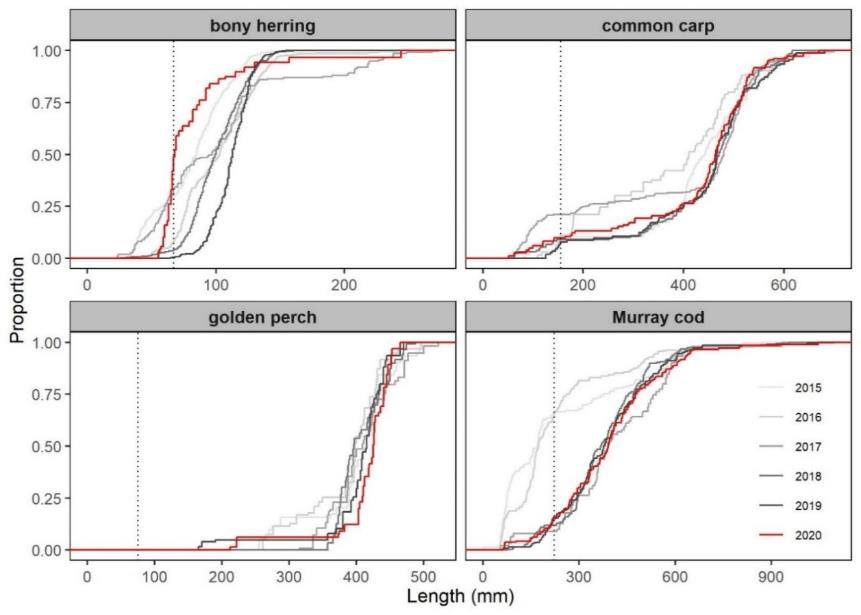 bony herring
common carp
1.00
0.75
0.50
0.25
0.00
0 100 200
0 200 400 600
Proportion
golden perch
Murray cod
1.00
0.75
0.50
0.25
0.00
2015
2016
2017
2018
2019
2020
0 100 200 300 400 500
0 300 600 900
Length (mm)